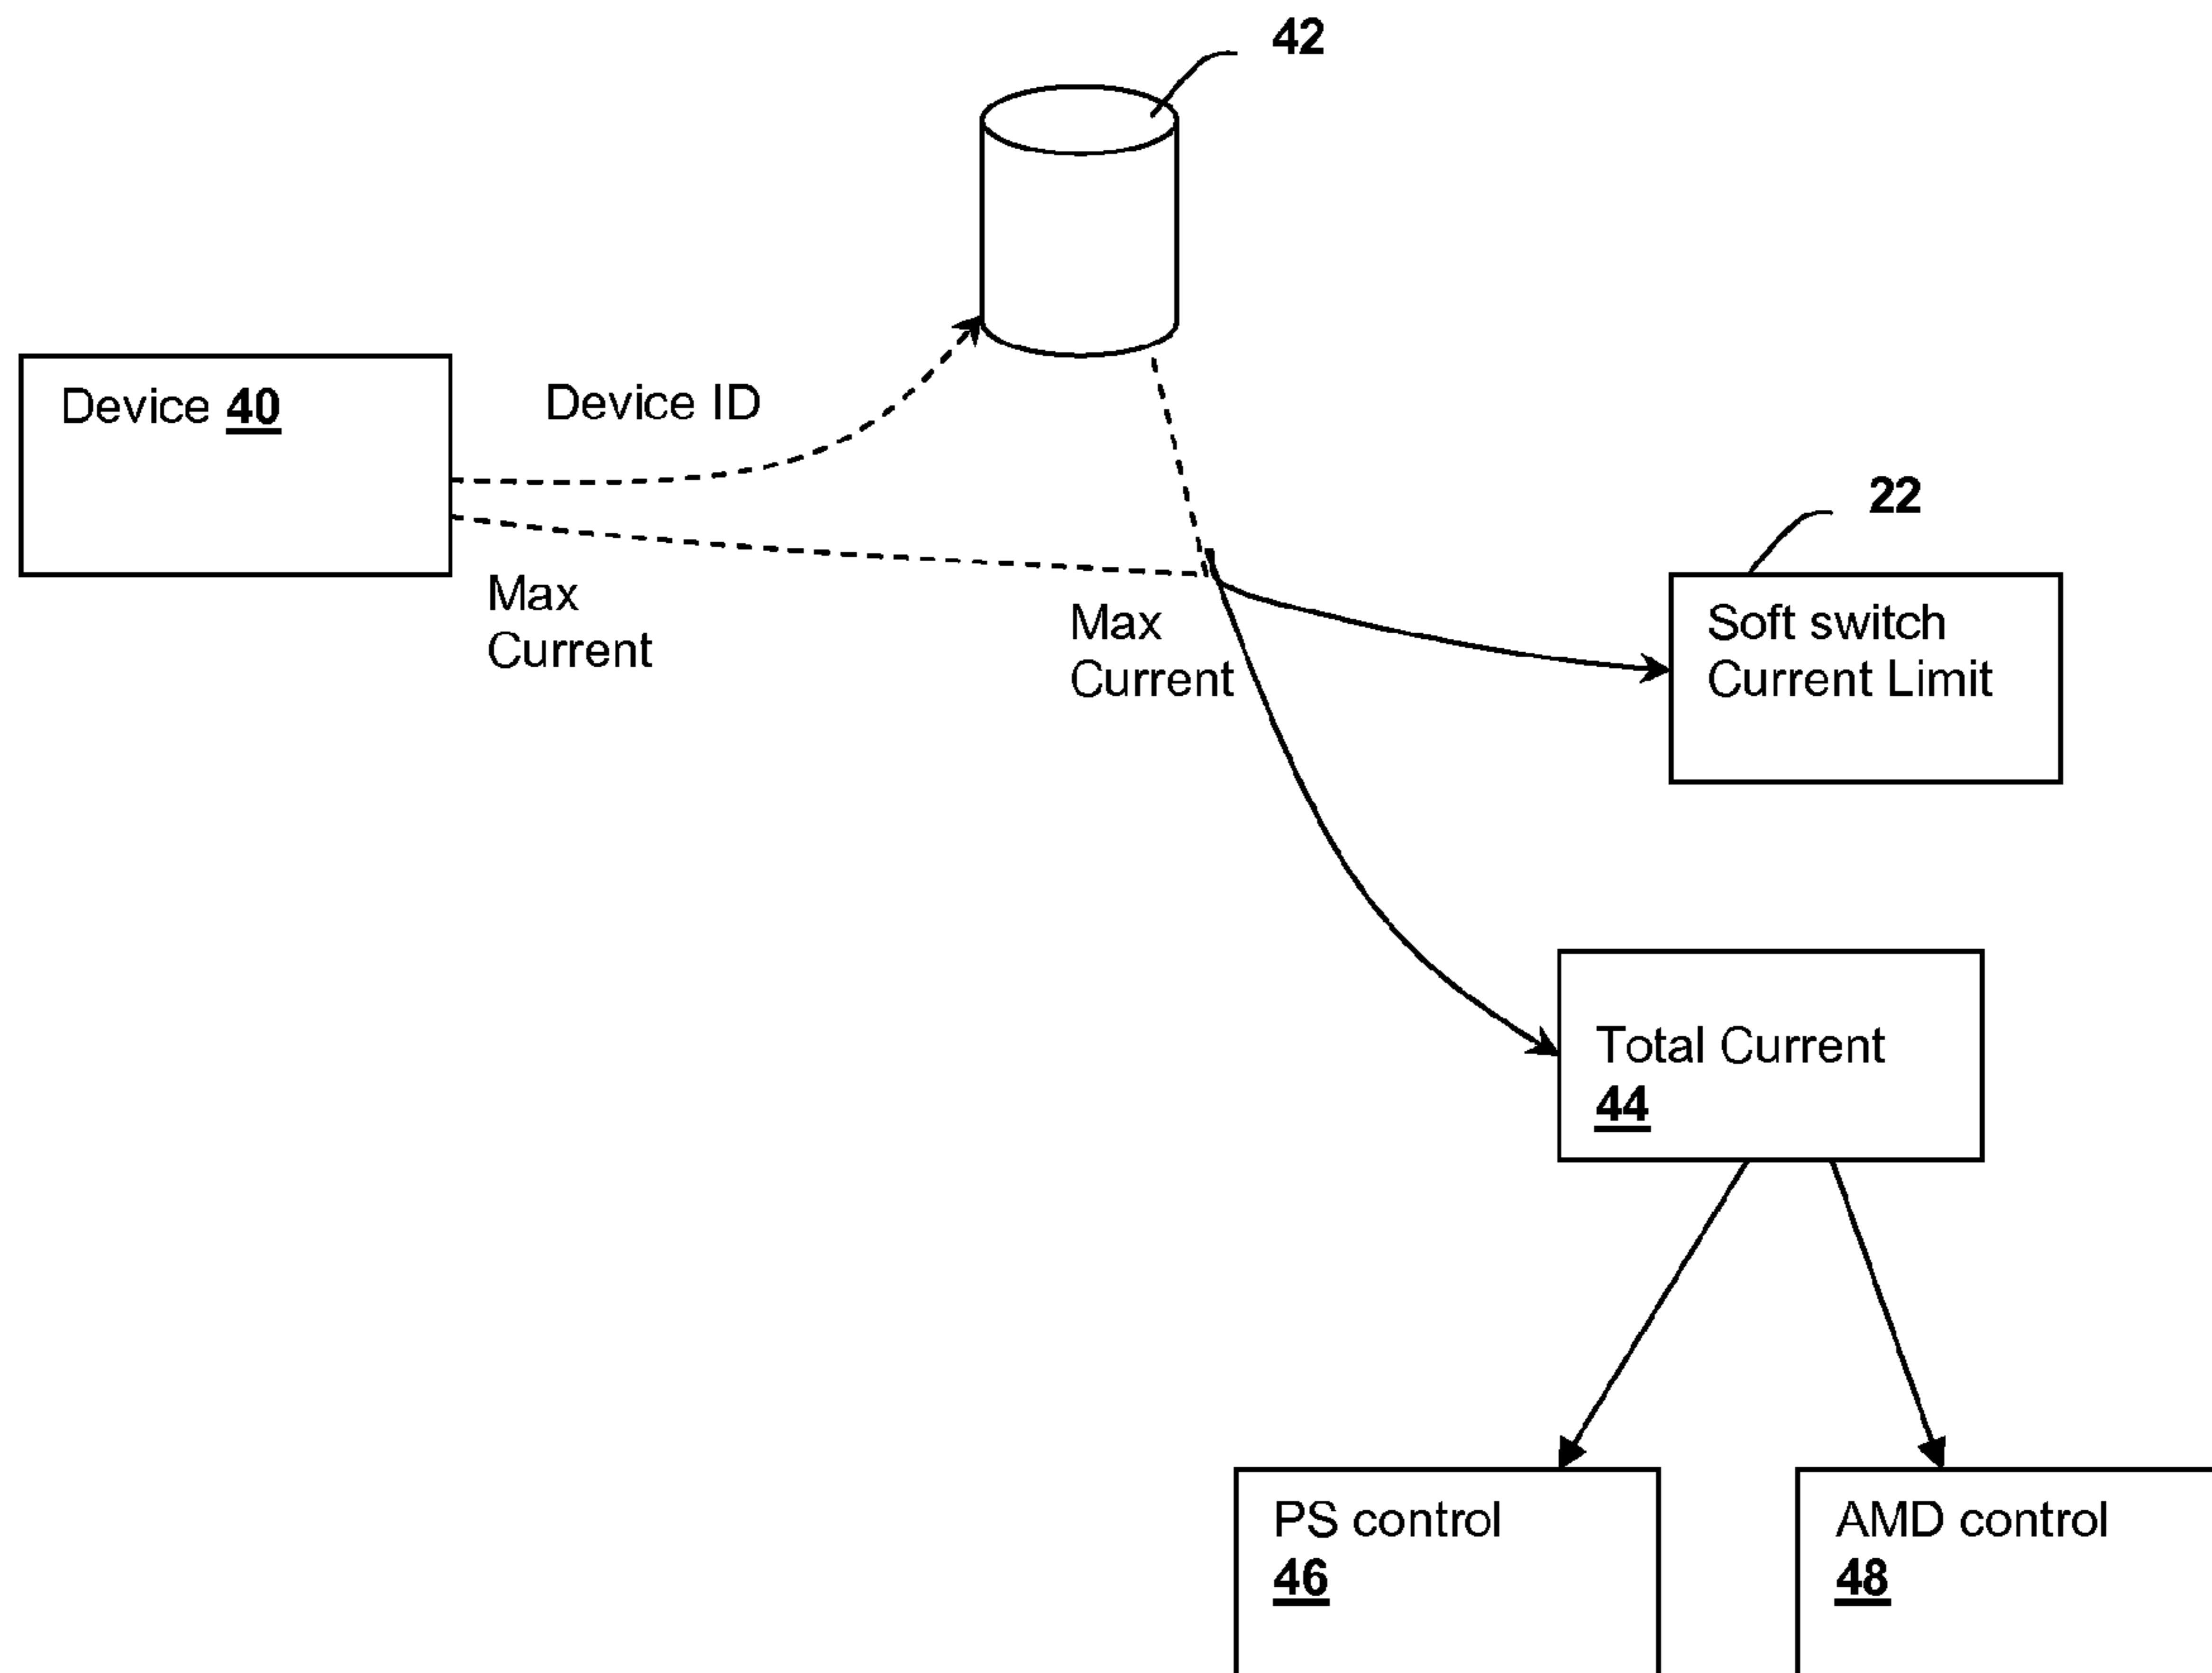 42
Device 40
Device ID
Max
Current
22
Max
Current
Soft switch
Current Limit
Total Current
44
PS control
46
AMD control
48